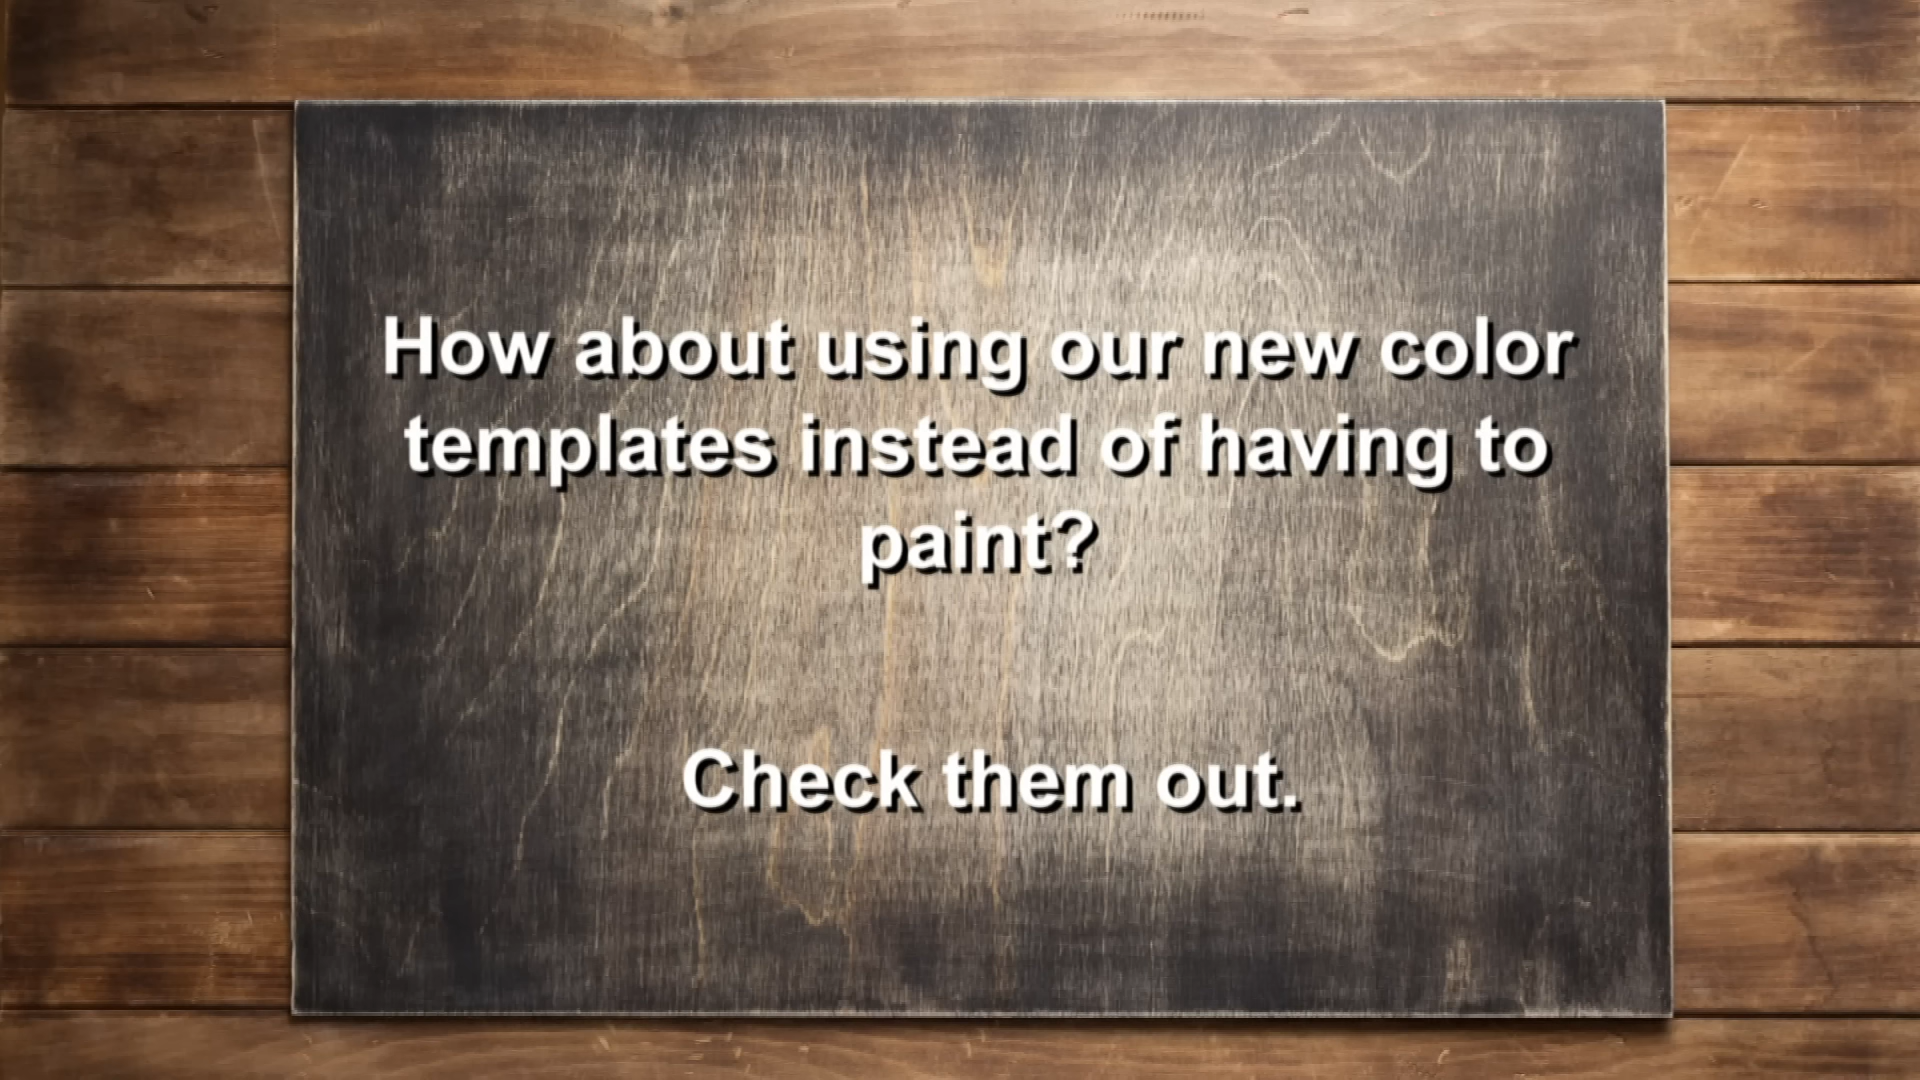 How about using our new color
templates instead of having to
paint?
Check them out.